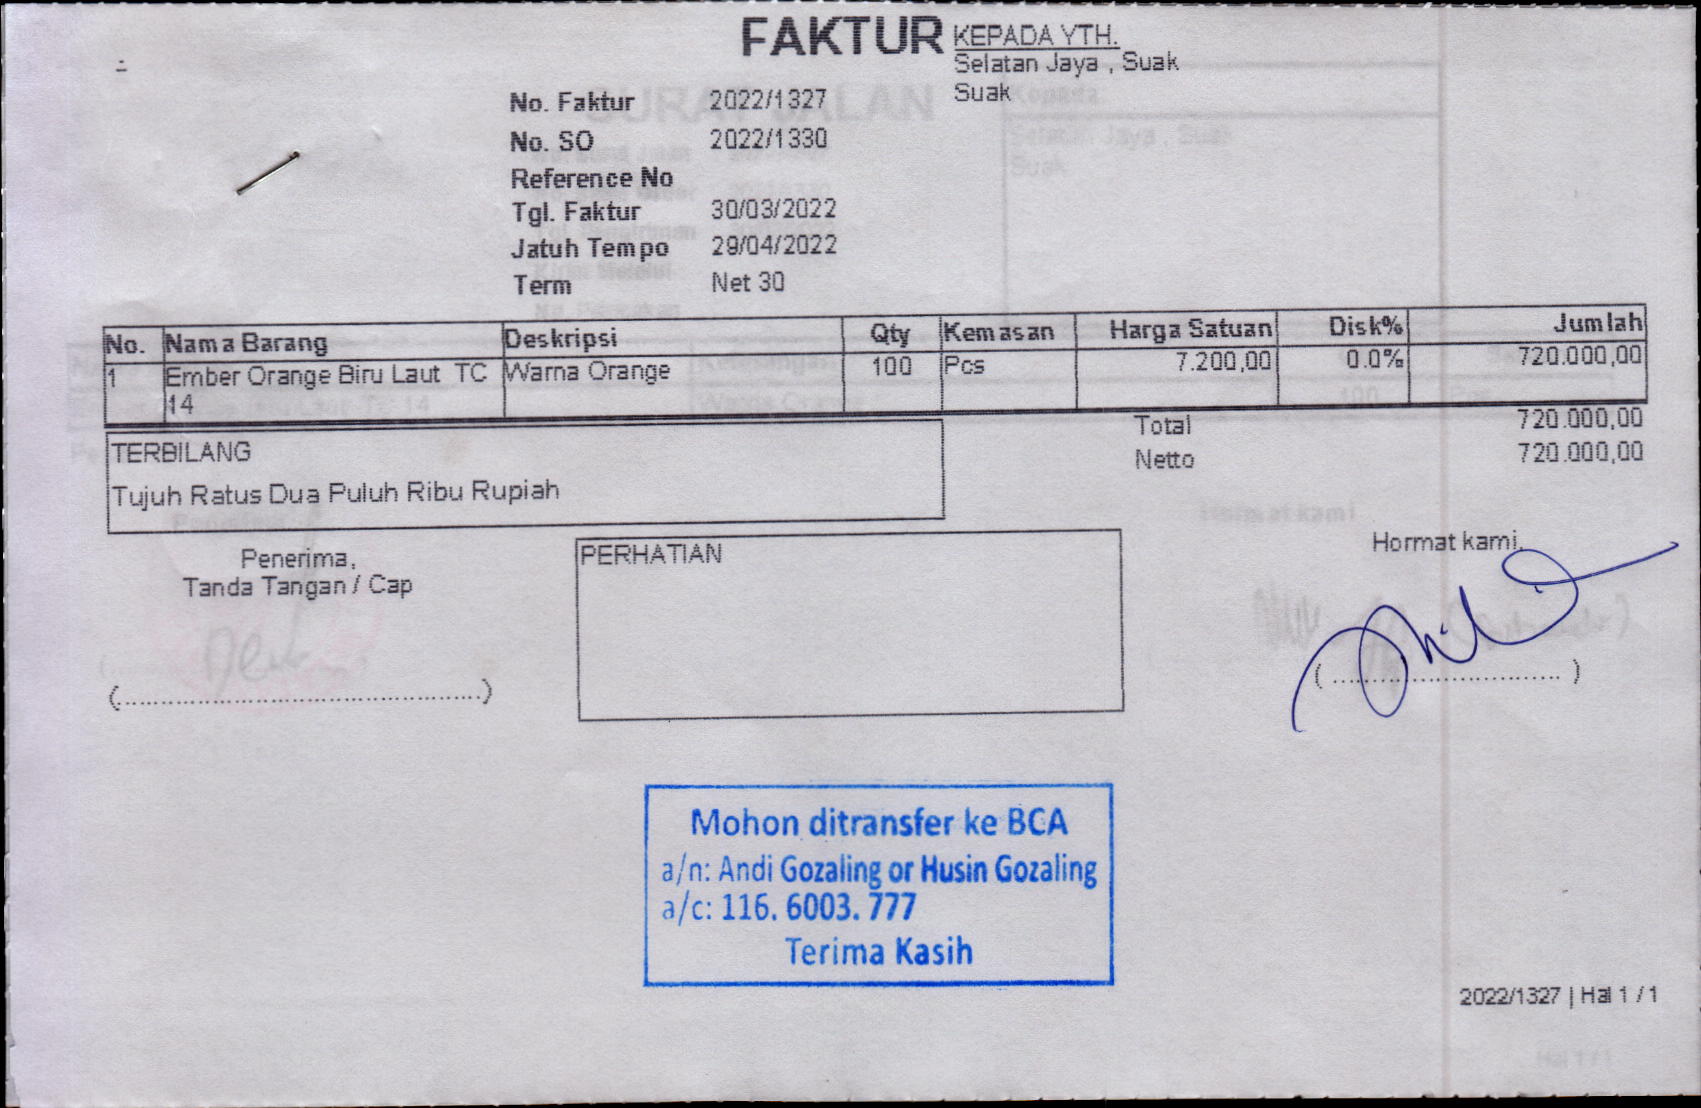 FAKTUR
KEPADA YTH.
Selatan Jaya , Suak
Suak
No. Faktur 2022/1327
No. SO 2022/1330
Reference No
Tgl. Faktur 30/03/2022
Jatuh Tempo 29/04/2022
Term Net 30
No. Nama Barang Deskripsi Qty Kemasan Harga Satuan Disk% Jumlah
1 Ember Orange Biru Laut TC Warna Orange 100 Pcs 7.200,00 0.0% 720.000,00
14
Total 720.000,00
Netto 720.000,00
TERBILANG
Tujuh Ratus Dua Puluh Ribu Rupiah
Penerima,
Tanda Tangan / Cap
(................................................)
PERHATIAN
Hormat kami,
( .............................. )
Mohon ditransfer ke BCA
a/n: Andi Gozaling or Husin Gozaling
a/c: 116. 6003. 777
Terima Kasih
2022/1327 | Hal 1 / 1